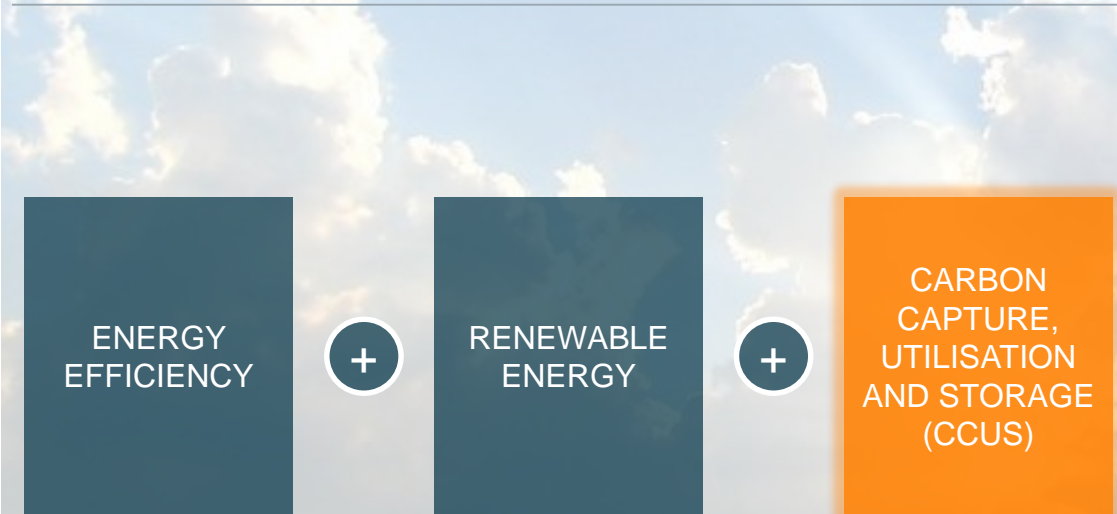 ENERGY
EFFICIENCY
+
RENEWABLE
ENERGY
+
CARBON
CAPTURE,
UTILISATION
AND STORAGE
(CCUS)